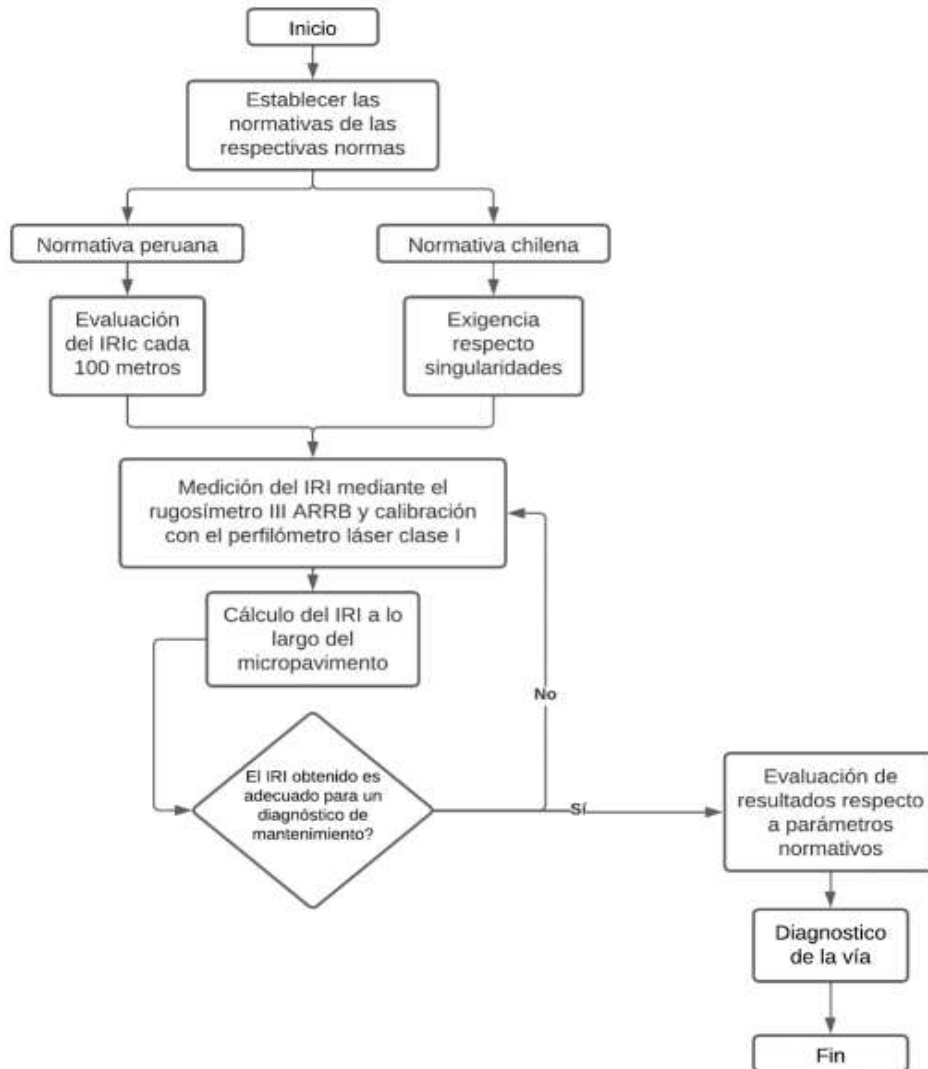 Inicio
Establecer las
normativas de las
respectivas normas
Normativa peruana
Normativa chilena
Evaluación
del IRIc cada
100 metros
Exigencia
respecto
singularidades
Medición del IRI mediante el
rugosímetro III ARRB y calibración
con el perfilómetro láser clase I
Cálculo del IRI a lo
largo del
micropavimento
No
El IRI obtenido es
adecuado para un
diagnóstico de
mantenimiento?
Sí
Evaluación de
resultados respecto
a parámetros
normativos
Diagnostico
de la vía
Fin